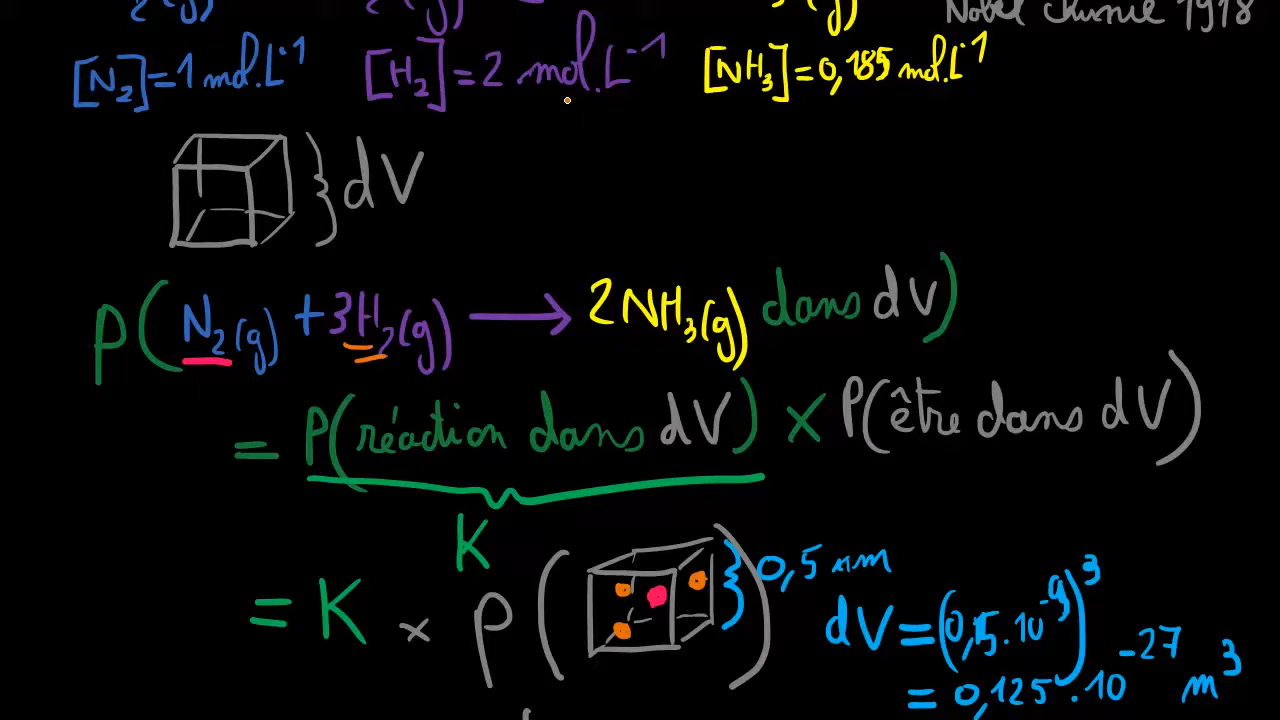 (g) (g) (g) Nobel Chimie 1918
[N₂]=1 mol.L⁻¹ [H₂]=2 mol.L⁻¹ [NH₃]=0,185 mol.L⁻¹
} dV
P(N₂(g) + 3H₂(g) ⟶ 2NH₃(g) dans dV)
= P(réaction dans dV) × P(être dans dV)
K
= K × P( } 0,5 nm )
dV = (0,5.10⁻⁹)³
= 0,125.10⁻²⁷ m³